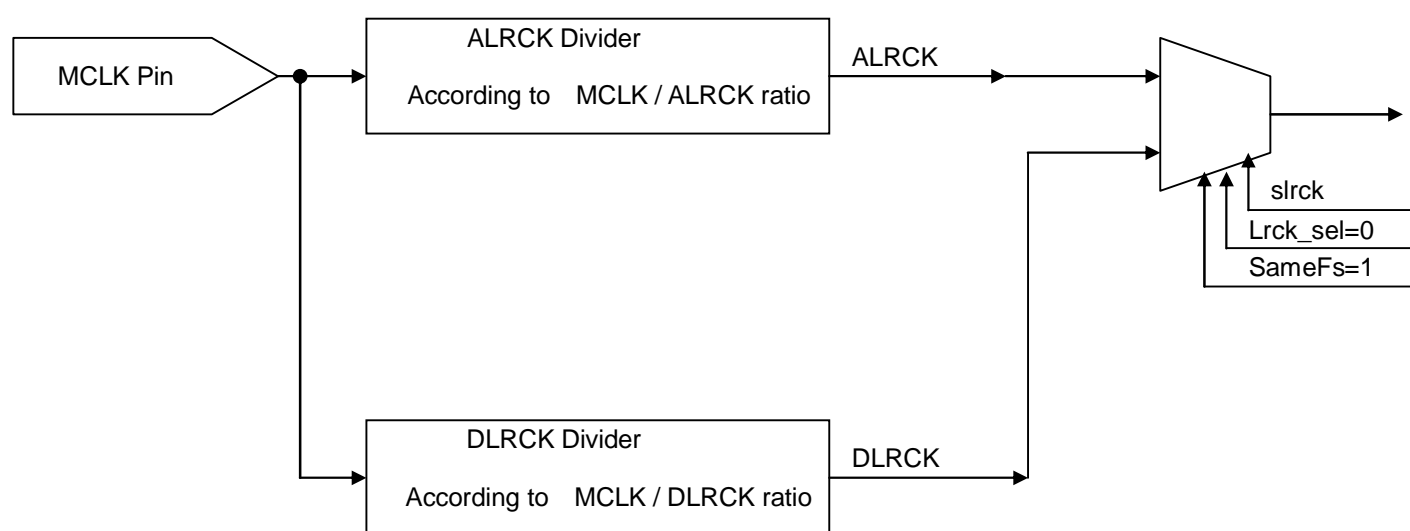 MCLK Pin
ALRCK Divider
According to MCLK / ALRCK ratio
ALRCK
slrck
Lrck_sel=0
SameFs=1
DLRCK Divider
According to MCLK / DLRCK ratio
DLRCK